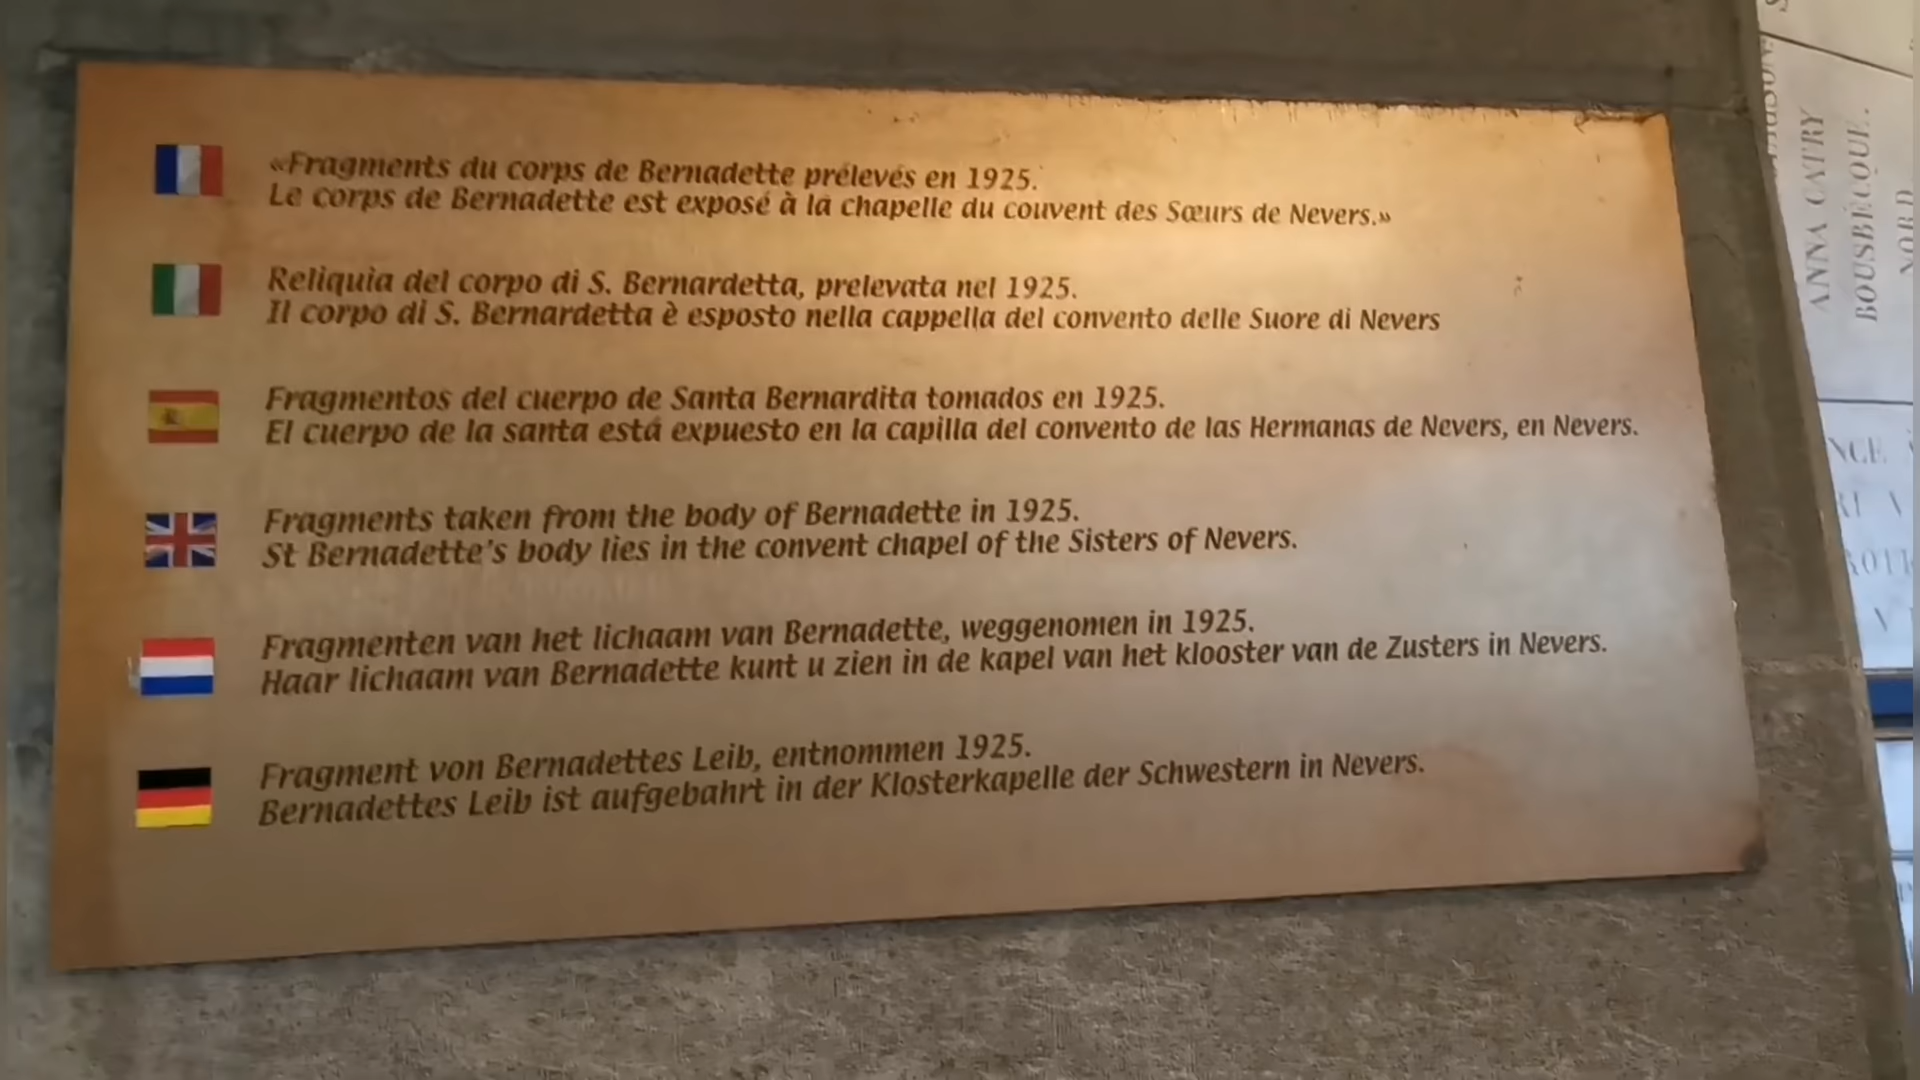 «Fragments du corps de Bernadette prélevés en 1925.
Le corps de Bernadette est exposé à la chapelle du couvent des Sœurs de Nevers.»
Reliquia del corpo di S. Bernardetta, prelevata nel 1925.
Il corpo di S. Bernardetta è esposto nella cappella del convento delle Suore di Nevers
Fragmentos del cuerpo de Santa Bernardita tomados en 1925.
El cuerpo de la santa está expuesto en la capilla del convento de las Hermanas de Nevers, en Nevers.
Fragments taken from the body of Bernadette in 1925.
St Bernadette's body lies in the convent chapel of the Sisters of Nevers.
Fragmenten van het lichaam van Bernadette, weggenomen in 1925.
Haar lichaam van Bernadette kunt u zien in de kapel van het klooster van de Zusters in Nevers.
Fragment von Bernadettes Leib, entnommen 1925.
Bernadettes Leib ist aufgebahrt in der Klosterkapelle der Schwestern in Nevers.
ANNA CATRY
BOUSBECQUE..
NORD